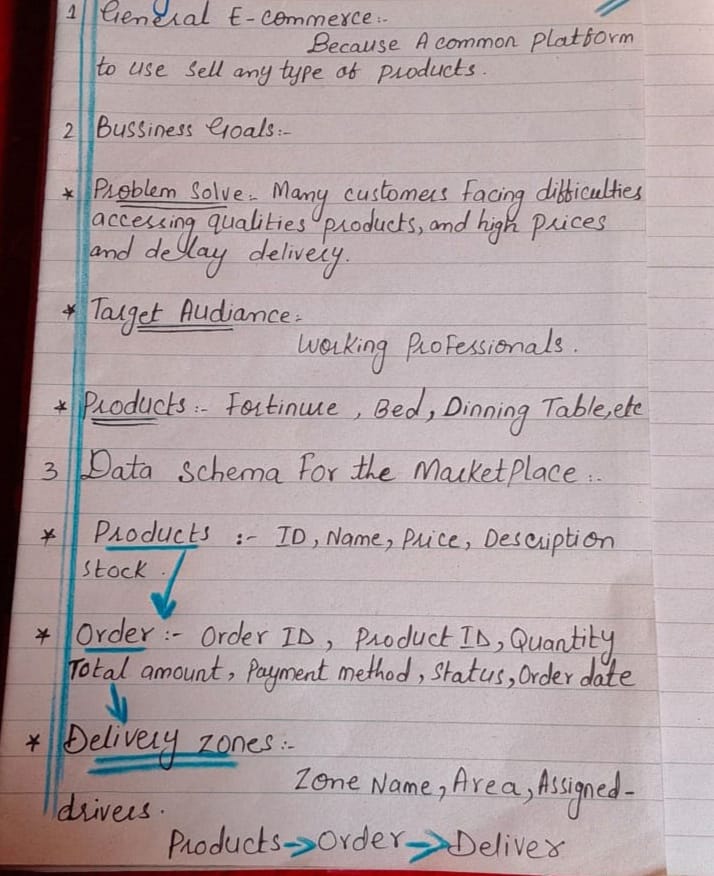 1 General E-commerce:-
Because A common Platform
to use sell any type of products.
2 Bussiness Goals:-
* Problem Solve:- Many customers Facing difficulties
accessing qualities products, and high prices
and dellay delivery.
* Target Audiance:
Working Professionals.
* Products:- Fortinure, Bed, Dinning Table, etc
3 Data Schema For the MarketPlace:-
* Products :- ID, Name, Price, Description
stock.
* Order:- Order ID, Product ID, Quantity
Total amount, Payment method, Status, Order date
* Delivery zones:-
Zone Name, Area, Assigned-
drivers.
Products→Order→Deliver